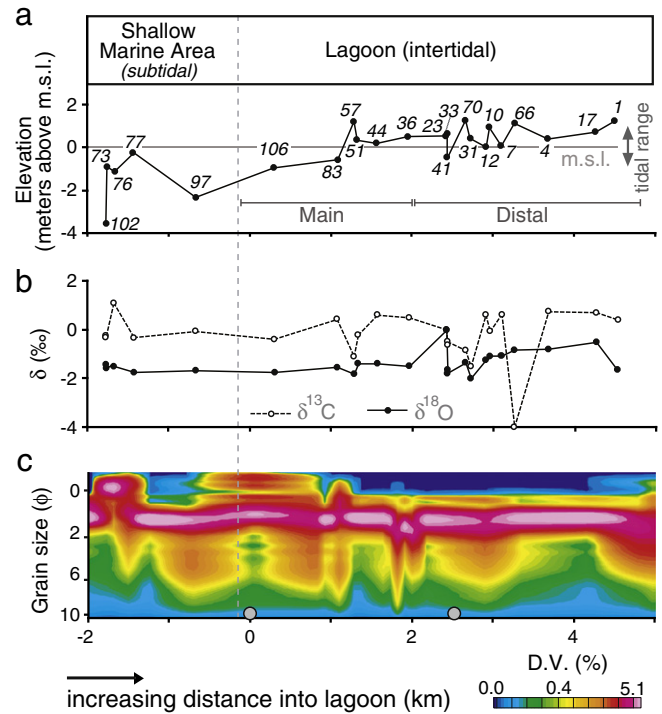 a
Shallow
Marine Area
(subtidal)
Lagoon (intertidal)
Elevation
(meters above m.s.l.)
2
0
-2
-4
73
102
76
77
97
106
83
57
51
44
36
23
33
41
70
31
10
12
7
66
4
17
1
m.s.l.
tidal range
Main
Distal
b
δ (‰)
2
0
-2
-4
δ13C
δ18O
c
Grain size (ϕ)
0
2
6
10
-2
0
2
4
increasing distance into lagoon (km)
D.V. (%)
0.0
0.4
5.1